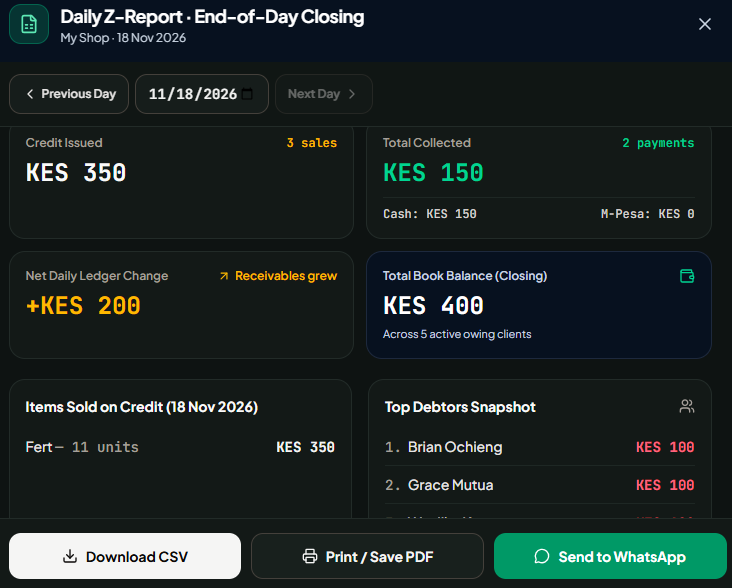 Daily Z-Report · End-of-Day Closing
My Shop · 18 Nov 2026
Previous Day
11/18/2026
Next Day
Credit Issued
3 sales
KES 350
Total Collected
2 payments
KES 150
Cash: KES 150
M-Pesa: KES 0
Net Daily Ledger Change
Receivables grew
+KES 200
Total Book Balance (Closing)
KES 400
Across 5 active owing clients
Items Sold on Credit (18 Nov 2026)
Fert — 11 units
KES 350
Top Debtors Snapshot
1. Brian Ochieng
KES 100
2. Grace Mutua
KES 100
Download CSV
Print / Save PDF
Send to WhatsApp